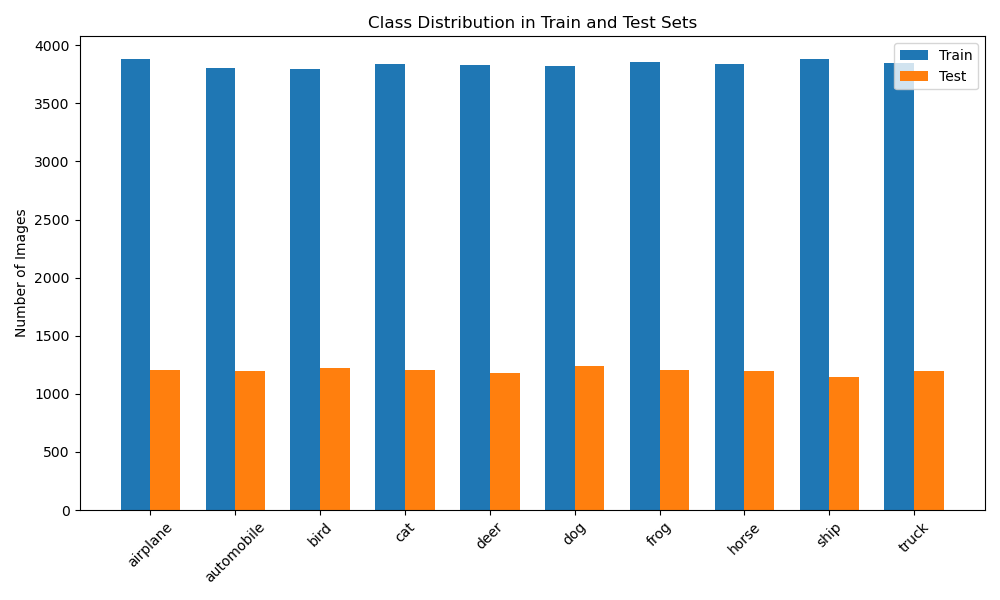 Class Distribution in Train and Test Sets
Train
Test
Number of Images
4000
3500
3000
2500
2000
1500
1000
500
0
airplane
automobile
bird
cat
deer
dog
frog
horse
ship
truck